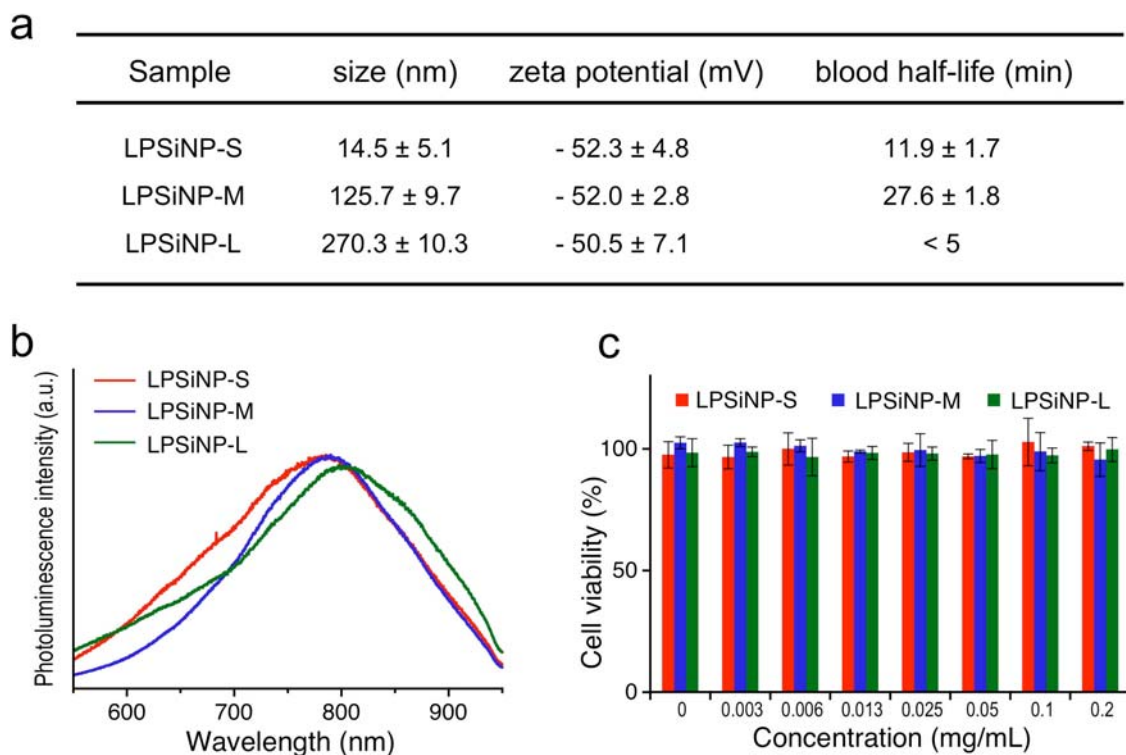 a
Sample size (nm) zeta potential (mV) blood half-life (min)
LPSiNP-S 14.5 ± 5.1 - 52.3 ± 4.8 11.9 ± 1.7
LPSiNP-M 125.7 ± 9.7 - 52.0 ± 2.8 27.6 ± 1.8
LPSiNP-L 270.3 ± 10.3 - 50.5 ± 7.1 < 5
b
LPSiNP-S
LPSiNP-M
LPSiNP-L
Photoluminescence intensity (a.u.)
600 700 800 900
Wavelength (nm)
c
LPSiNP-S LPSiNP-M LPSiNP-L
Cell viability (%)
100
50
0
0 0.003 0.006 0.013 0.025 0.05 0.1 0.2
Concentration (mg/mL)